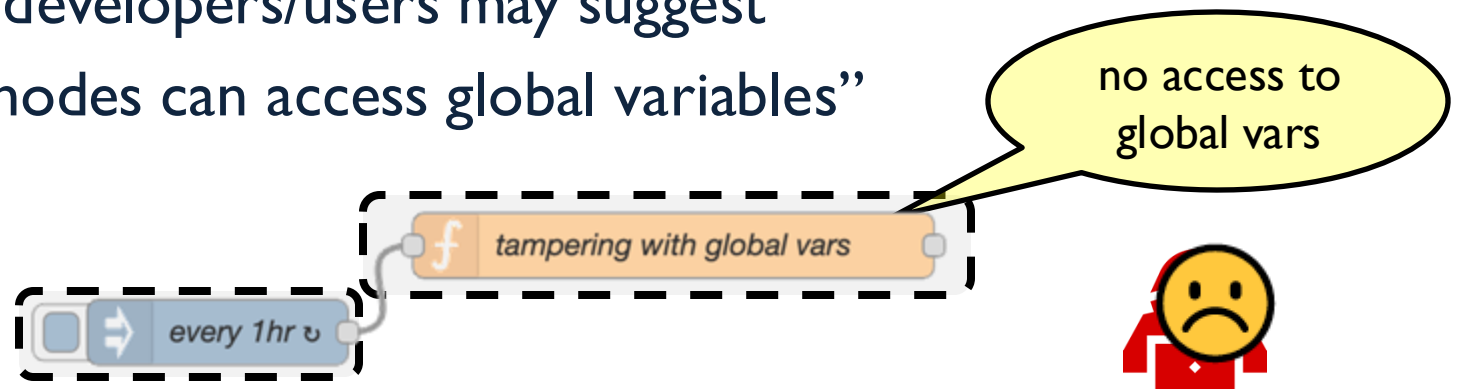 developers/users may suggest
nodes can access global variables”
no access to
global vars
tampering with global vars
every 1hr ↻